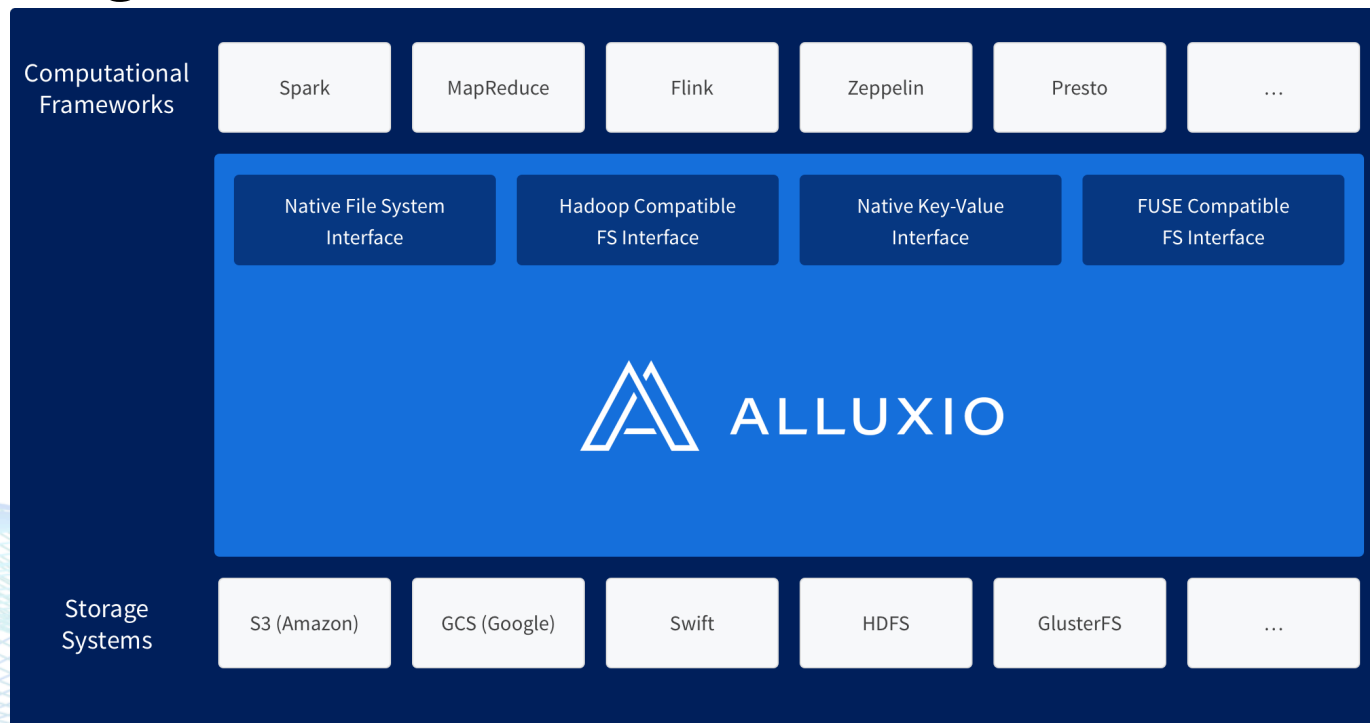 Computational
Frameworks
Spark
MapReduce
Flink
Zeppelin
Presto
...
Native File System
Interface
Hadoop Compatible
FS Interface
Native Key-Value
Interface
FUSE Compatible
FS Interface
ALLUXIO
Storage
Systems
S3 (Amazon)
GCS (Google)
Swift
HDFS
GlusterFS
...